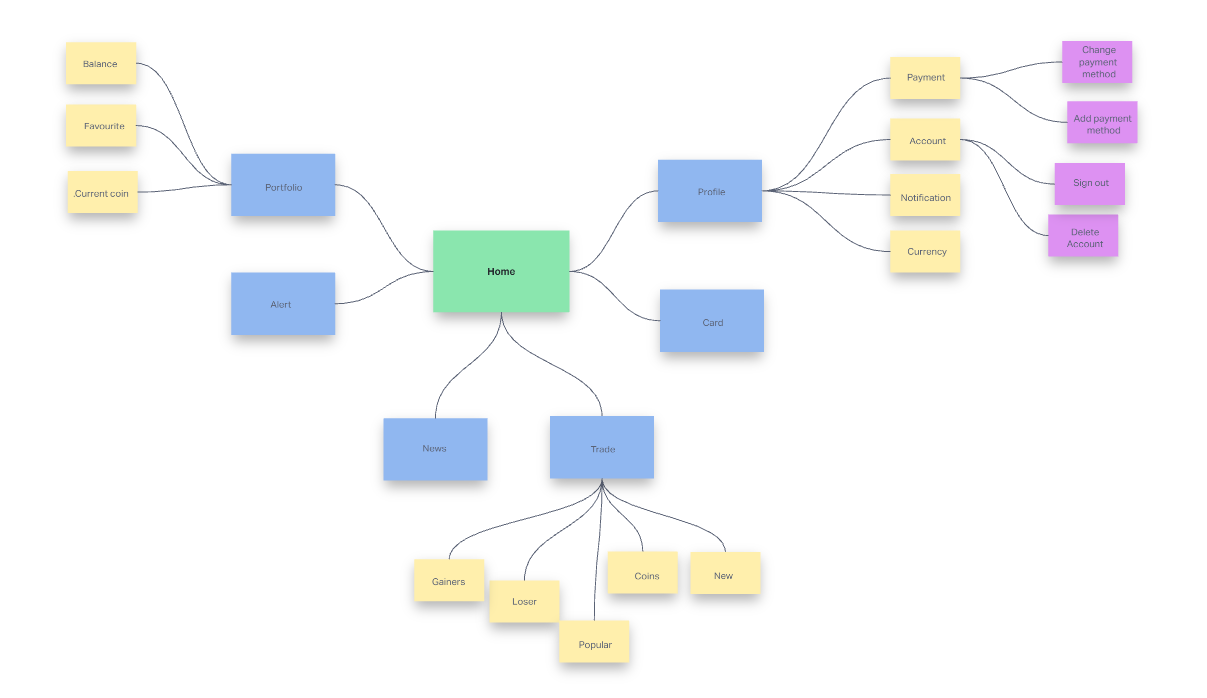 Balance
Favourite
.Current coin
Portfolio
Alert
Home
Profile
Card
Payment
Account
Notification
Currency
Change
payment
method
Add payment
method
Sign out
Delete
Account
News
Trade
Gainers
Loser
Popular
Coins
New